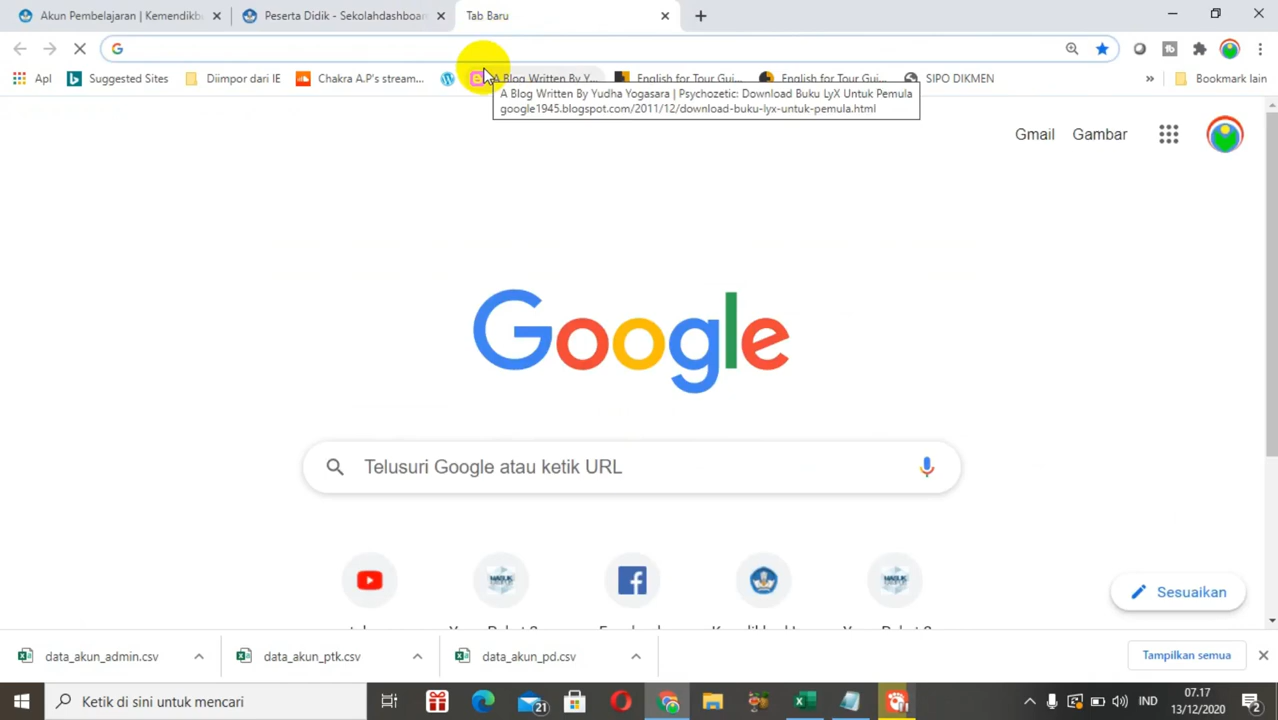 Akun Pembelajaran | Kemendikb
Peserta Didik - Sekolahdashboar
Tab Baru
Apl
Suggested Sites
Diimpor dari IE
Chakra A.P's stream...
A Blog Written By Y...
English for Tour Gui...
English for Tour Gui...
SIPO DIKMEN
»
Bookmark lain
A Blog Written By Yudha Yogasara | Psychozetic: Download Buku LyX Untuk Pemula
google1945.blogspot.com/2011/12/download-buku-lyx-untuk-pemula.html
Gmail
Gambar
Google
Telusuri Google atau ketik URL
Sesuaikan
data_akun_admin.csv
data_akun_ptk.csv
data_akun_pd.csv
Tampilkan semua
Ketik di sini untuk mencari
21
IND
07.17
13/12/2020
2